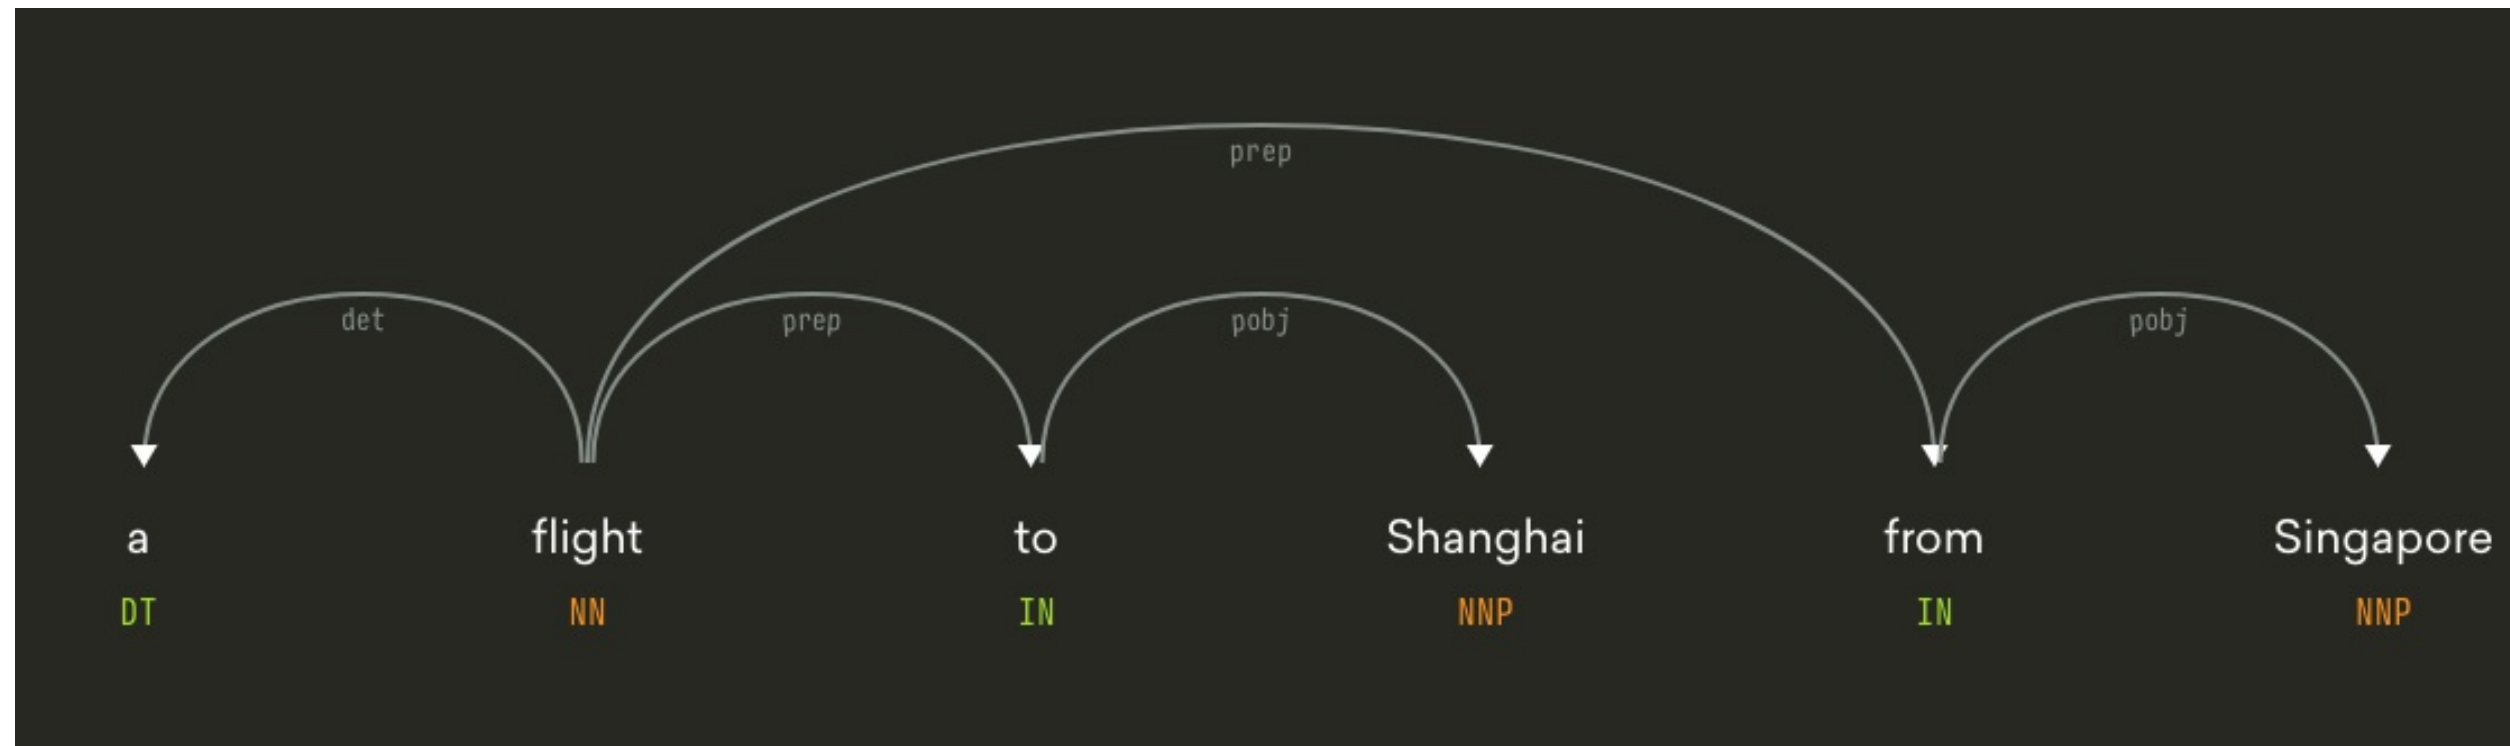 prep
det prep pobj pobj
a flight to Shanghai from Singapore
DT NN IN NNP IN NNP